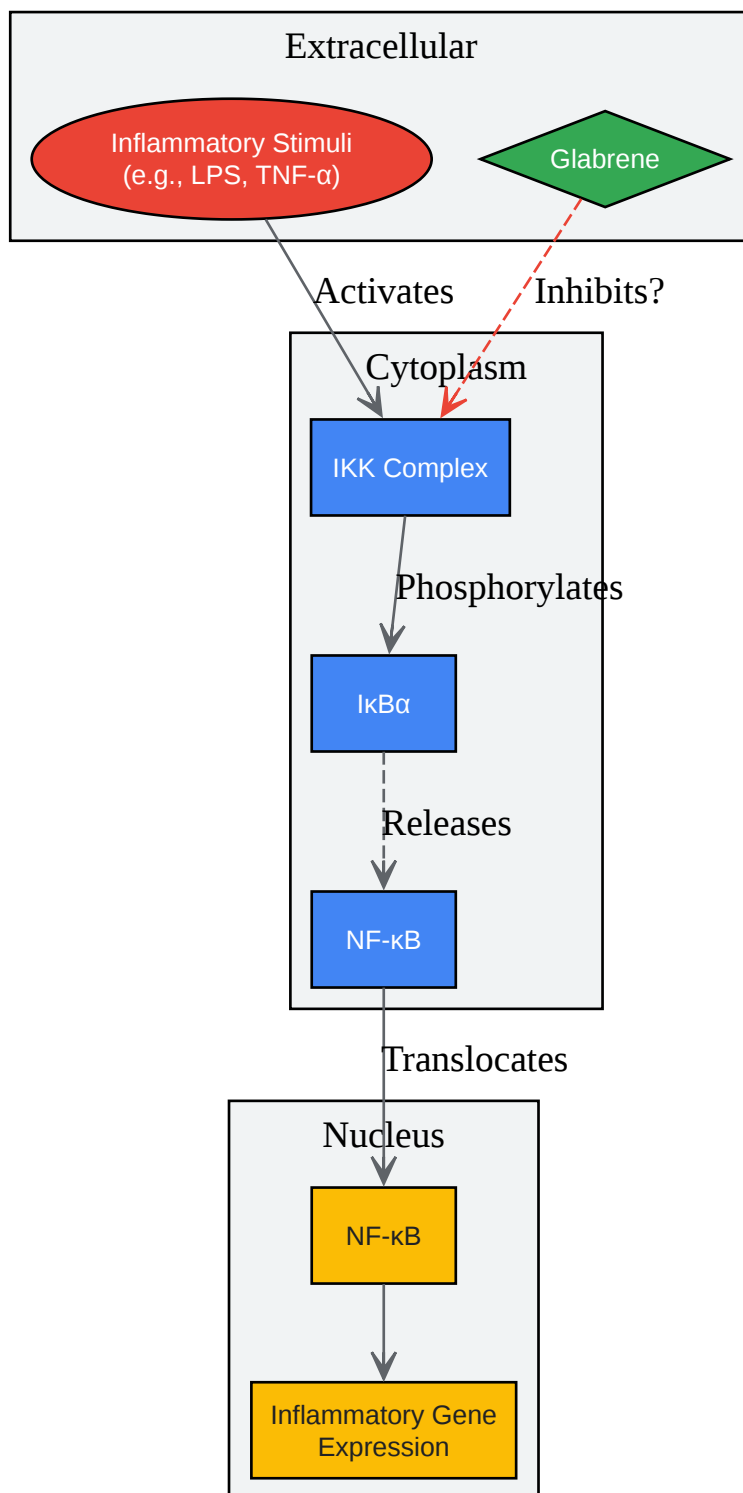 Extracellular
Inflammatory Stimuli
(e.g., LPS, TNF-α)
Glabrene
Activates
Inhibits?
Cytoplasm
IKK Complex
Phosphorylates
IκBα
Releases
NF-κB
Translocates
Nucleus
NF-κB
Inflammatory Gene
Expression